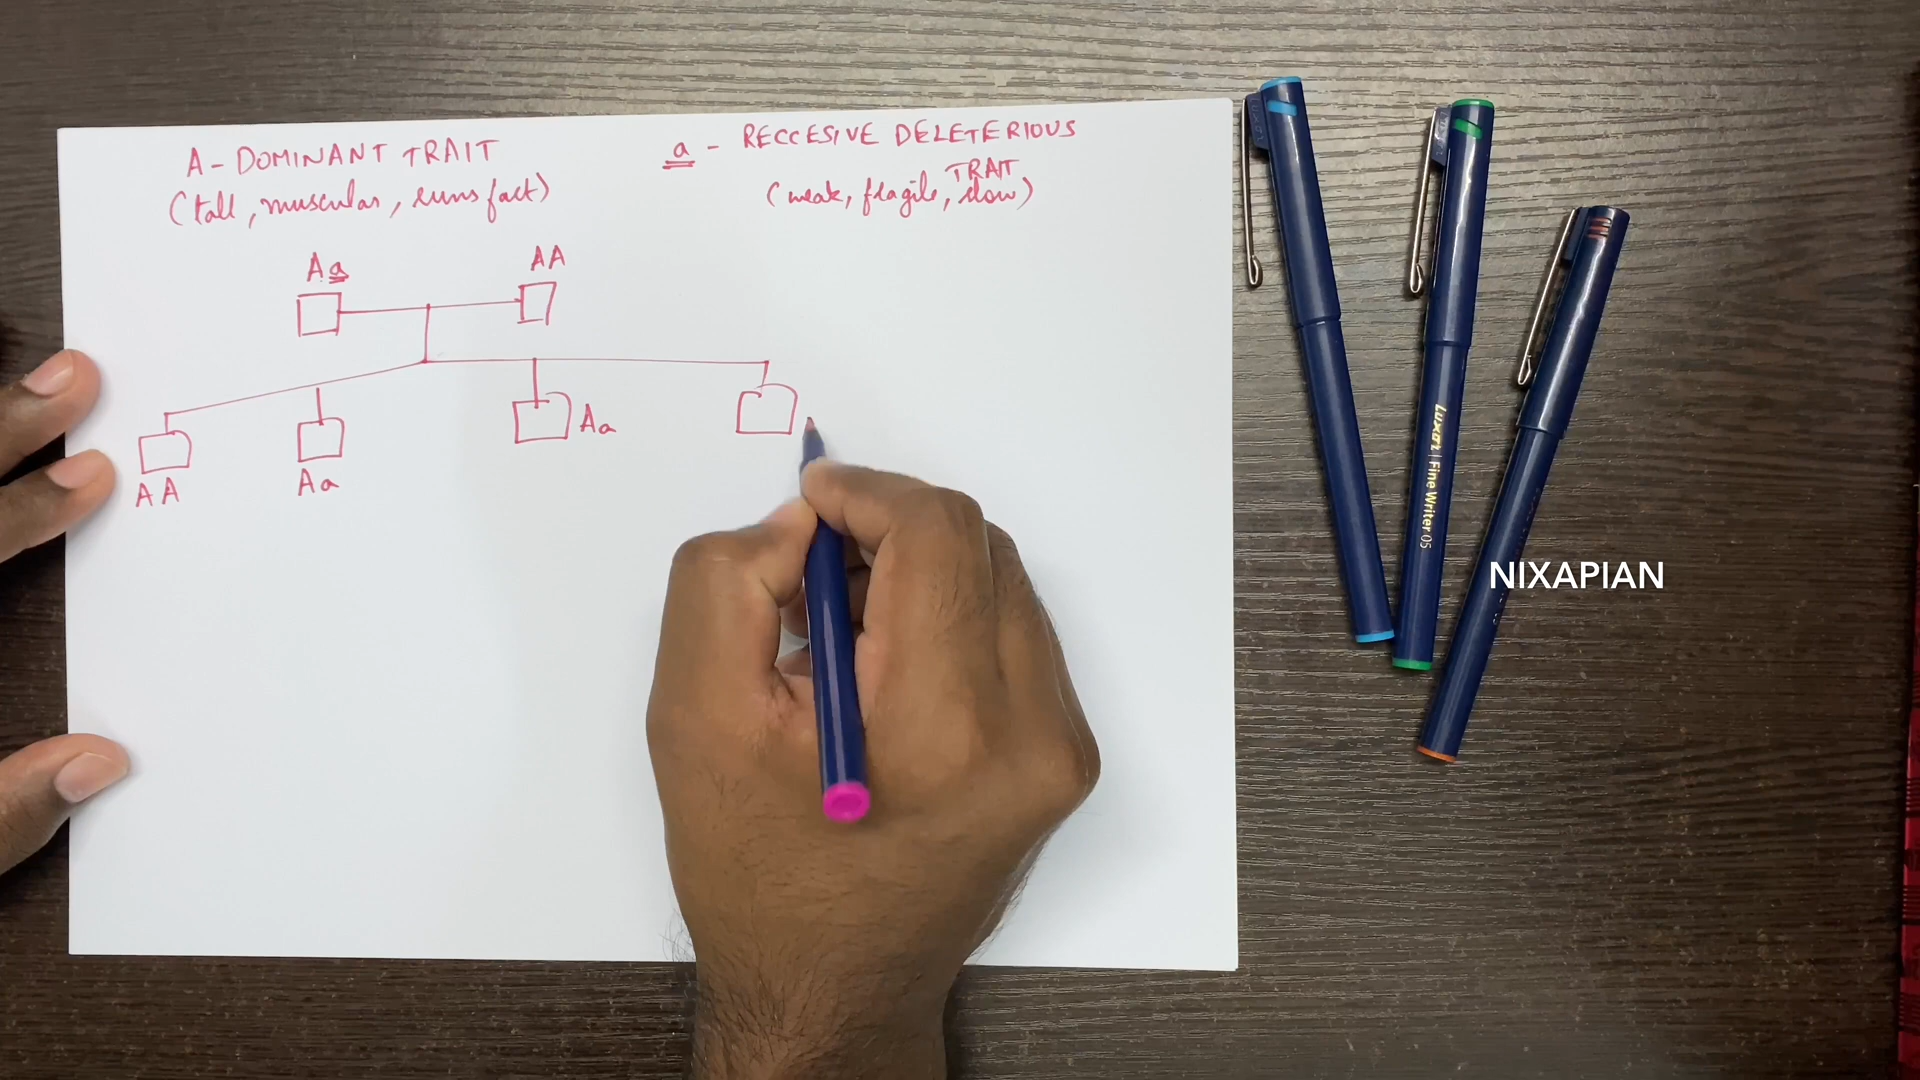 A - DOMINANT TRAIT
(tall, muscular, runs fact)
a - RECCESIVE DELETERIOUS
TRAIT
(weak, fragile, slow)
Aa
AA
AA
Aa
Aa
Luxor | Fine Writer 05
NIXAPIAN